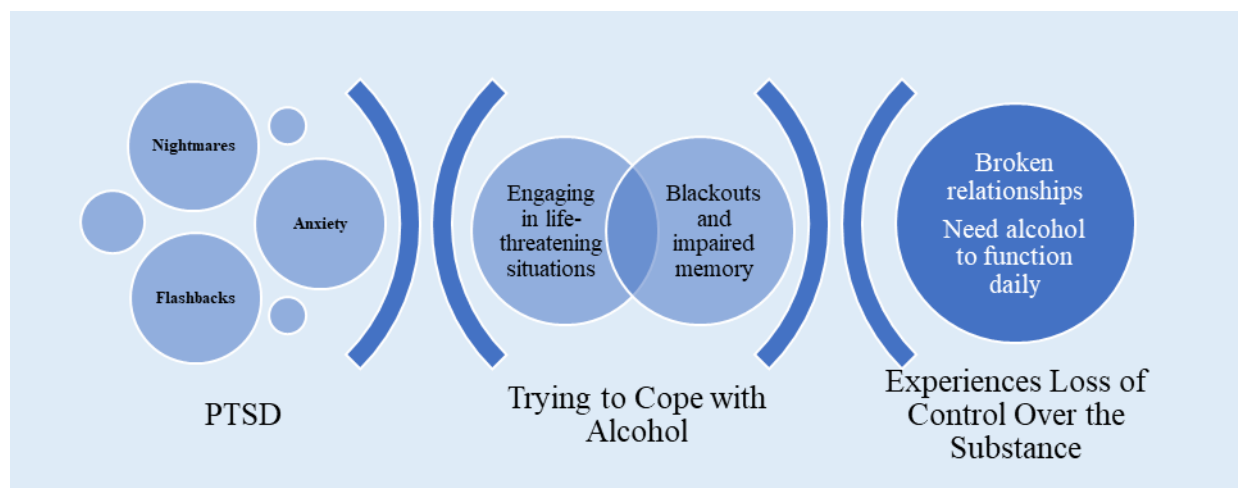 Nightmares
Anxiety
Flashbacks
PTSD
Engaging
in life-
threatening
situations
Blackouts
and
impaired
memory
Trying to Cope with
Alcohol
Broken
relationships
Need alcohol
to function
daily
Experiences Loss of
Control Over the
Substance